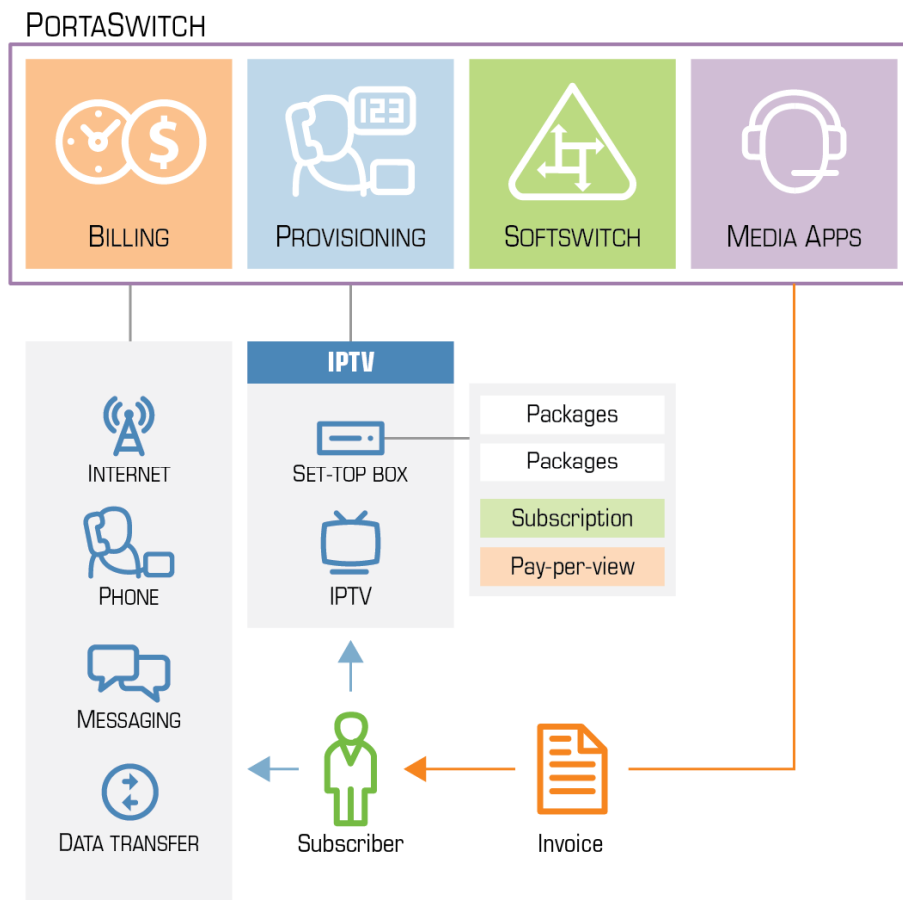 PORTASWITCH
$
123
BILLING
PROVISIONING
SOFTSWITCH
MEDIA APPS
IPTV
INTERNET
PHONE
MESSAGING
DATA TRANSFER
SET-TOP BOX
IPTV
Packages
Packages
Subscription
Pay-per-view
Subscriber
Invoice